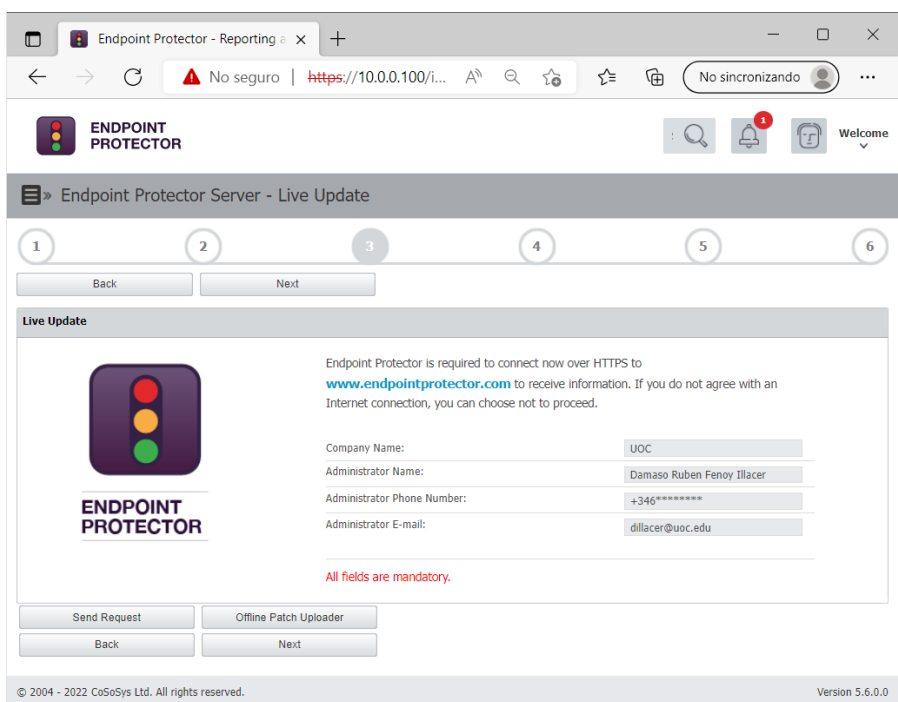 Endpoint Protector - Reporting a
No seguro | https://10.0.0.100/i... No sincronizando
ENDPOINT
PROTECTOR
1
Welcome
Endpoint Protector Server - Live Update
1 2 3 4 5 6
Back Next
Live Update
Endpoint Protector is required to connect now over HTTPS to
www.endpointprotector.com to receive information. If you do not agree with an
Internet connection, you can choose not to proceed.
Company Name: UOC
Administrator Name: Damaso Ruben Fenoy Illacer
Administrator Phone Number: +346********
Administrator E-mail: dillacer@uoc.edu
ENDPOINT
PROTECTOR
All fields are mandatory.
Send Request Offline Patch Uploader
Back Next
© 2004 - 2022 CoSoSys Ltd. All rights reserved. Version 5.6.0.0